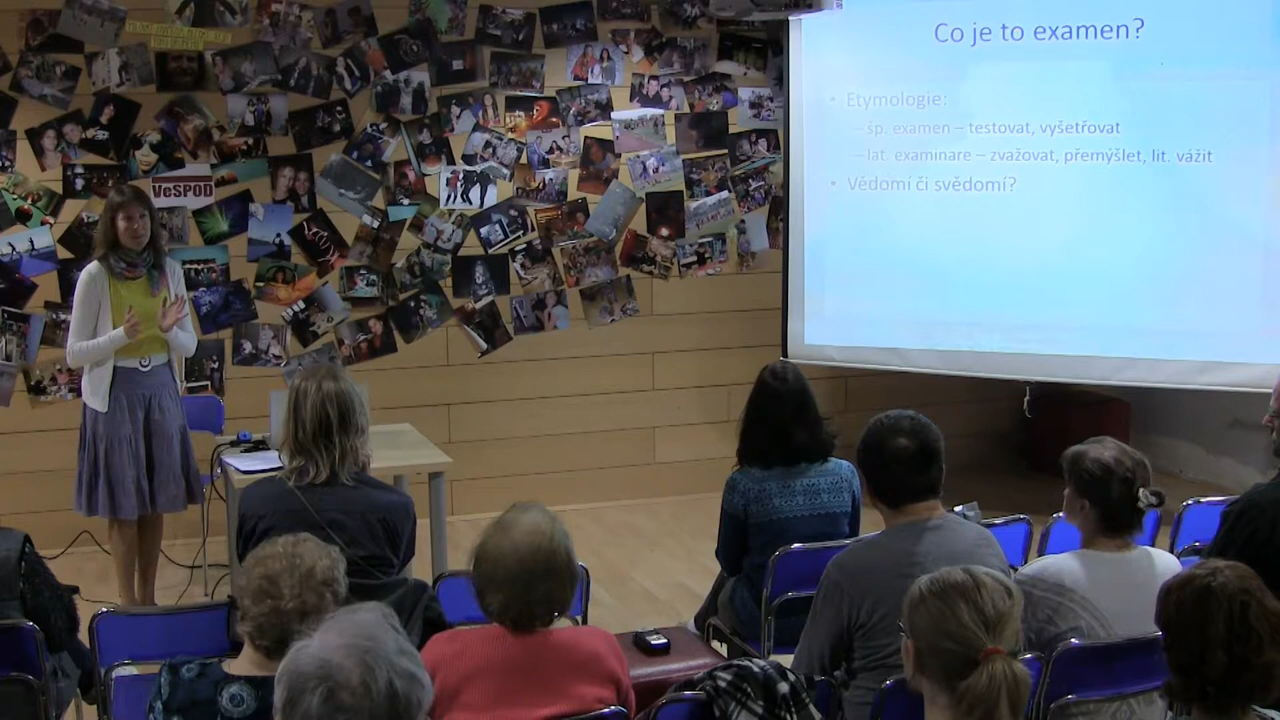 Co je to examen?
VeSPOD
• Etymologie:
– šp. examen – testovat, vyšetřovat
– lat. examinare – zvažovat, přemýšlet, lit. vážit
• Vědomí či svědomí?